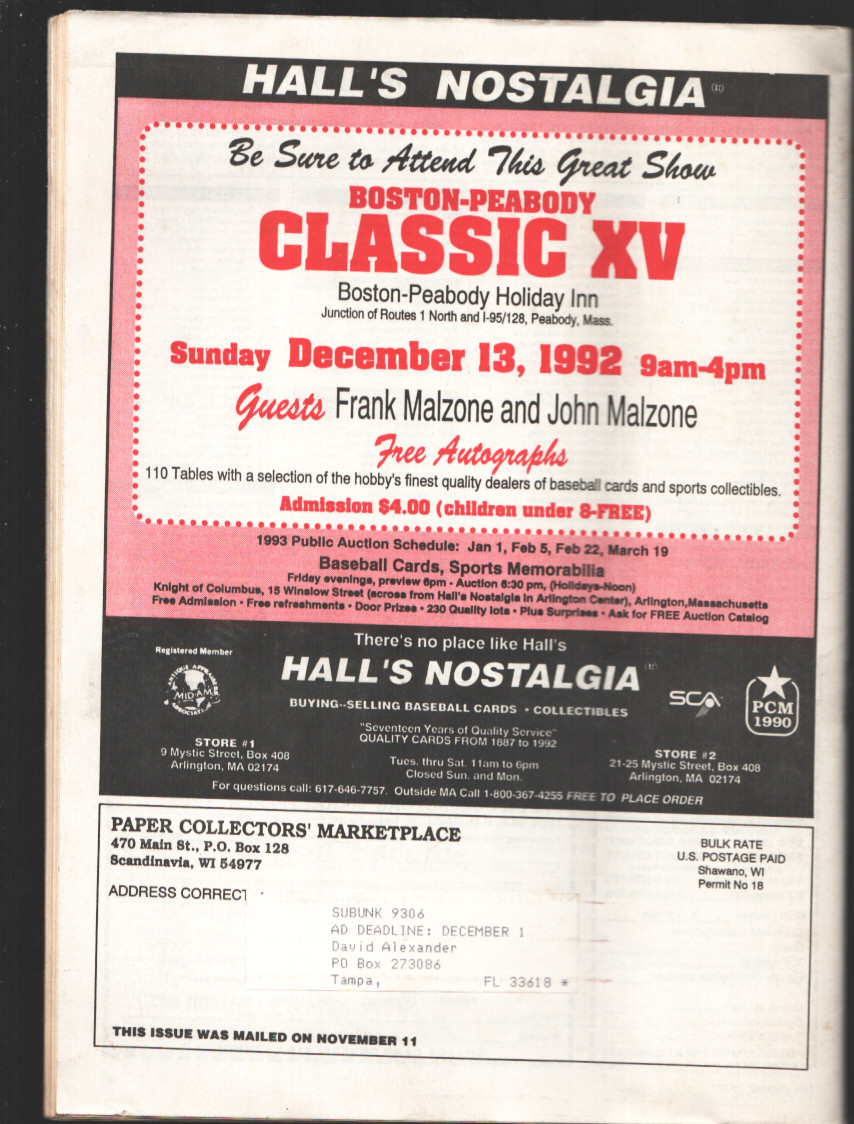 HALL'S NOSTALGIA (R)
Be Sure to Attend This Great Show
BOSTON-PEABODY
CLASSIC XV
Boston-Peabody Holiday Inn
Junction of Routes 1 North and I-95/128, Peabody, Mass.
Sunday December 13, 1992 9am-4pm
Guests Frank Malzone and John Malzone
Free Autographs
110 Tables with a selection of the hobby's finest quality dealers of baseball cards and sports collectibles.
Admission $4.00 (children under 8-FREE)
1993 Public Auction Schedule: Jan 1, Feb 5, Feb 22, March 19
Baseball Cards, Sports Memorabilia
Friday evenings, preview 6pm - Auction 6:30 pm, (Holidays-Noon)
Knight of Columbus, 15 Winslow Street (across from Hall's Nostalgia in Arlington Center), Arlington,Massachusetts
Free Admission • Free refreshments • Door Prizes • 230 Quality lots • Plus Surprises • Ask for FREE Auction Catalog
There's no place like Hall's
Registered Member
ANTIQUE APPRAISERS
MID-AM
ASSOCIATION
HALL'S NOSTALGIA (R)
BUYING--SELLING BASEBALL CARDS • COLLECTIBLES
SCA
PCM
1990
"Seventeen Years of Quality Service"
QUALITY CARDS FROM 1887 to 1992
STORE #1
9 Mystic Street, Box 408
Arlington, MA 02174
Tues. thru Sat. 11am to 6pm
Closed Sun. and Mon.
STORE #2
21-25 Mystic Street, Box 408
Arlington, MA 02174
For questions call: 617-646-7757. Outside MA Call 1-800-367-4255 FREE TO PLACE ORDER
PAPER COLLECTORS' MARKETPLACE
470 Main St., P.O. Box 128
Scandinavia, WI 54977
BULK RATE
U.S. POSTAGE PAID
Shawano, WI
Permit No 18
ADDRESS CORRECT
SUBUNK 9306
AD DEADLINE: DECEMBER 1
David Alexander
PO Box 273086
Tampa, FL 33618 *
THIS ISSUE WAS MAILED ON NOVEMBER 11